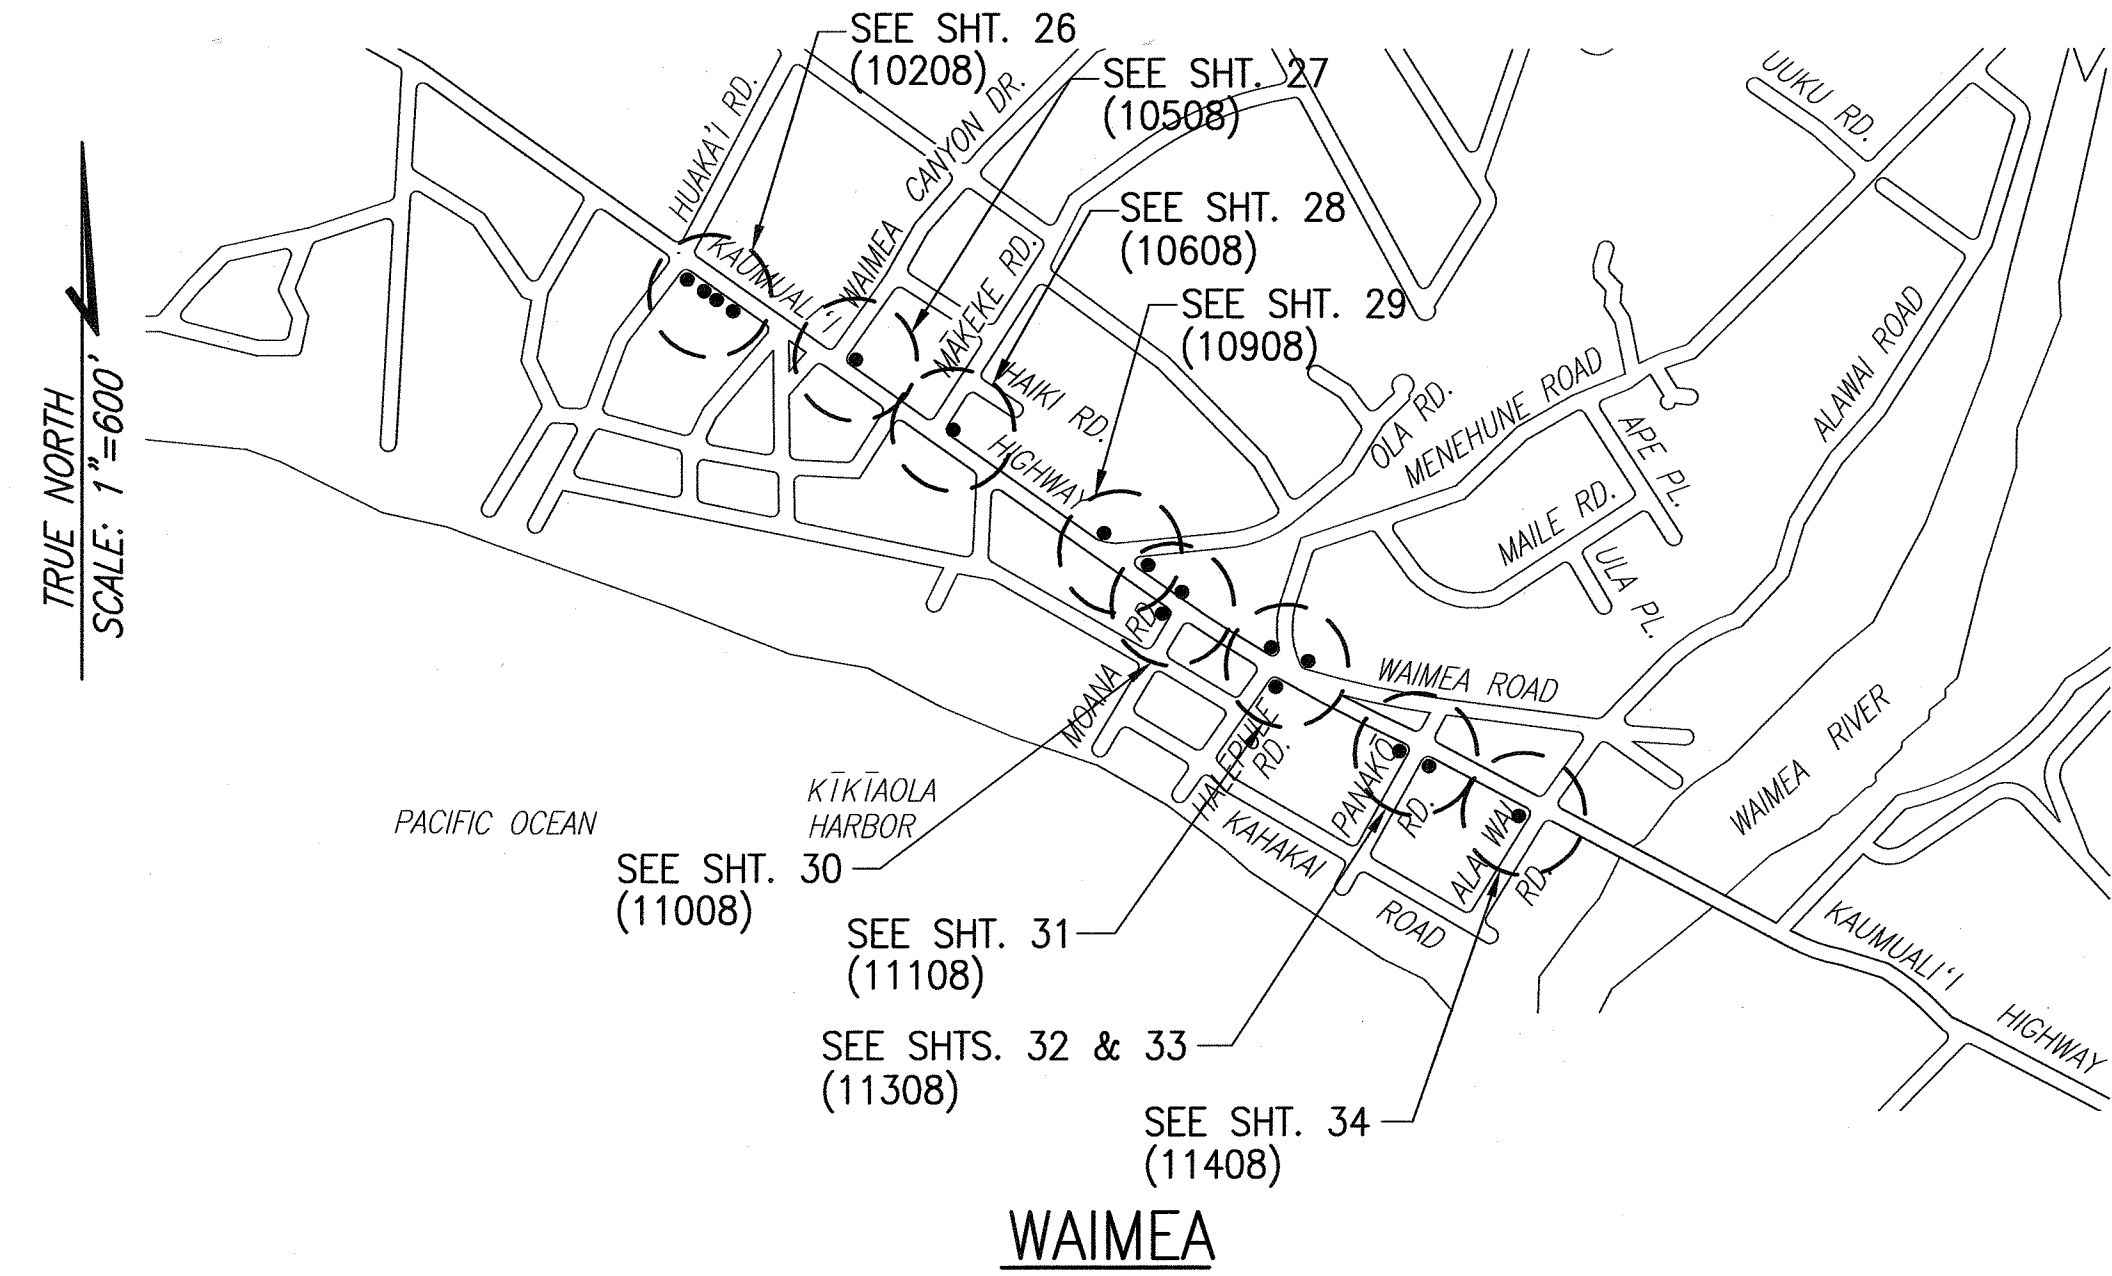 SEE SHT. 26
(10208)
SEE SHT. 27
(10508)
SEE SHT. 28
(10608)
SEE SHT. 29
(10908)
HUAKA'I RD.
WAIMEA CANYON DR.
UUKU RD.
KAUMUALI'I
HIGHWAY
MĀKEKE RD.
HAIKI RD.
OLA RD.
MENEHUNE ROAD
ALAWAI ROAD
APE PL.
MAILE RD.
ULA PL.
TRUE NORTH
SCALE: 1"=600'
MOANA RD.
WAIMEA ROAD
WAIMEA RIVER
HALEPULE RD.
PANAKŌ RD.
ALA WAI RD.
KAHAKAI ROAD
KĪKĪAOLA
HARBOR
PACIFIC OCEAN
KAUMUALI'I
HIGHWAY
SEE SHT. 30
(11008)
SEE SHT. 31
(11108)
SEE SHTS. 32 & 33
(11308)
SEE SHT. 34
(11408)
WAIMEA